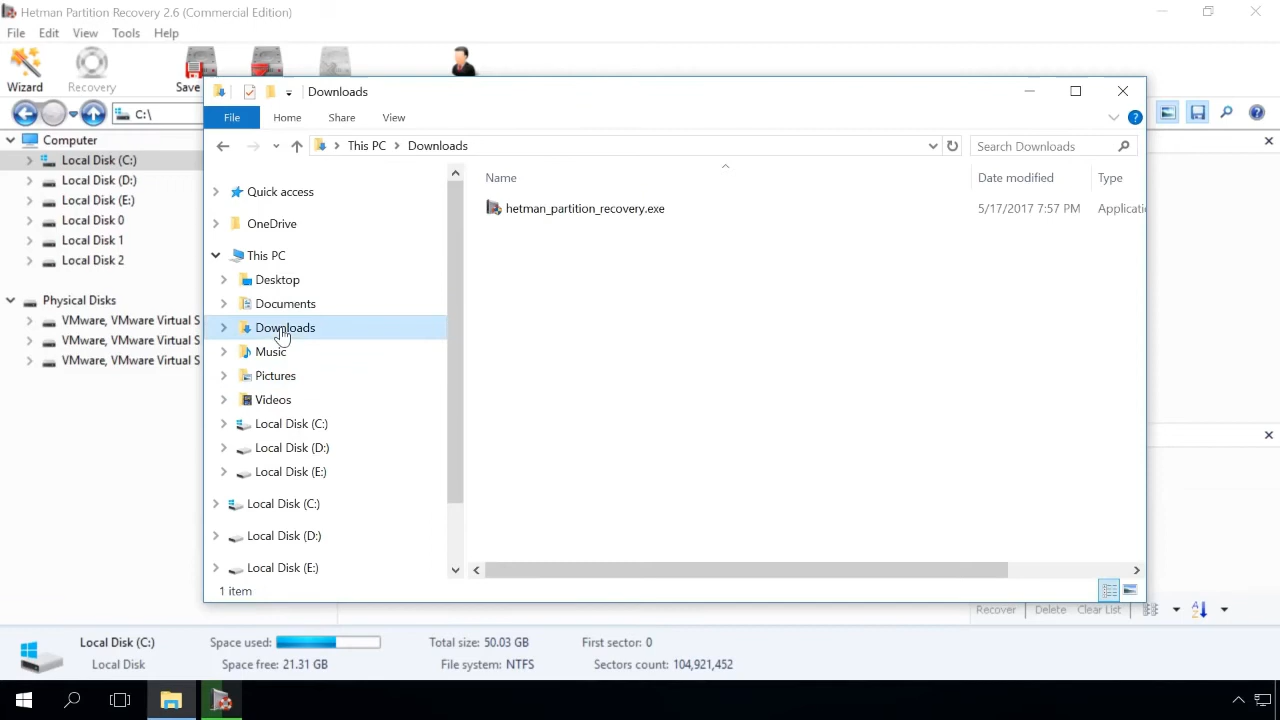 Hetman Partition Recovery 2.6 (Commercial Edition)
File Edit View Tools Help
Wizard Recovery Save
C:\
Computer
Local Disk (C:)
Local Disk (D:)
Local Disk (E:)
Local Disk 0
Local Disk 1
Local Disk 2
Physical Disks
VMware, VMware Virtual S
VMware, VMware Virtual S
VMware, VMware Virtual S
Downloads
File Home Share View
This PC > Downloads
Search Downloads
Quick access
OneDrive
This PC
Desktop
Documents
Downloads
Music
Pictures
Videos
Local Disk (C:)
Local Disk (D:)
Local Disk (E:)
Local Disk (C:)
Local Disk (D:)
Local Disk (E:)
Name Date modified Type
hetman_partition_recovery.exe 5/17/2017 7:57 PM Applicati
1 item
Recover Delete Clear List
Local Disk (C:) Space used: Total size: 50.03 GB First sector: 0
Local Disk Space free: 21.31 GB File system: NTFS Sectors count: 104,921,452